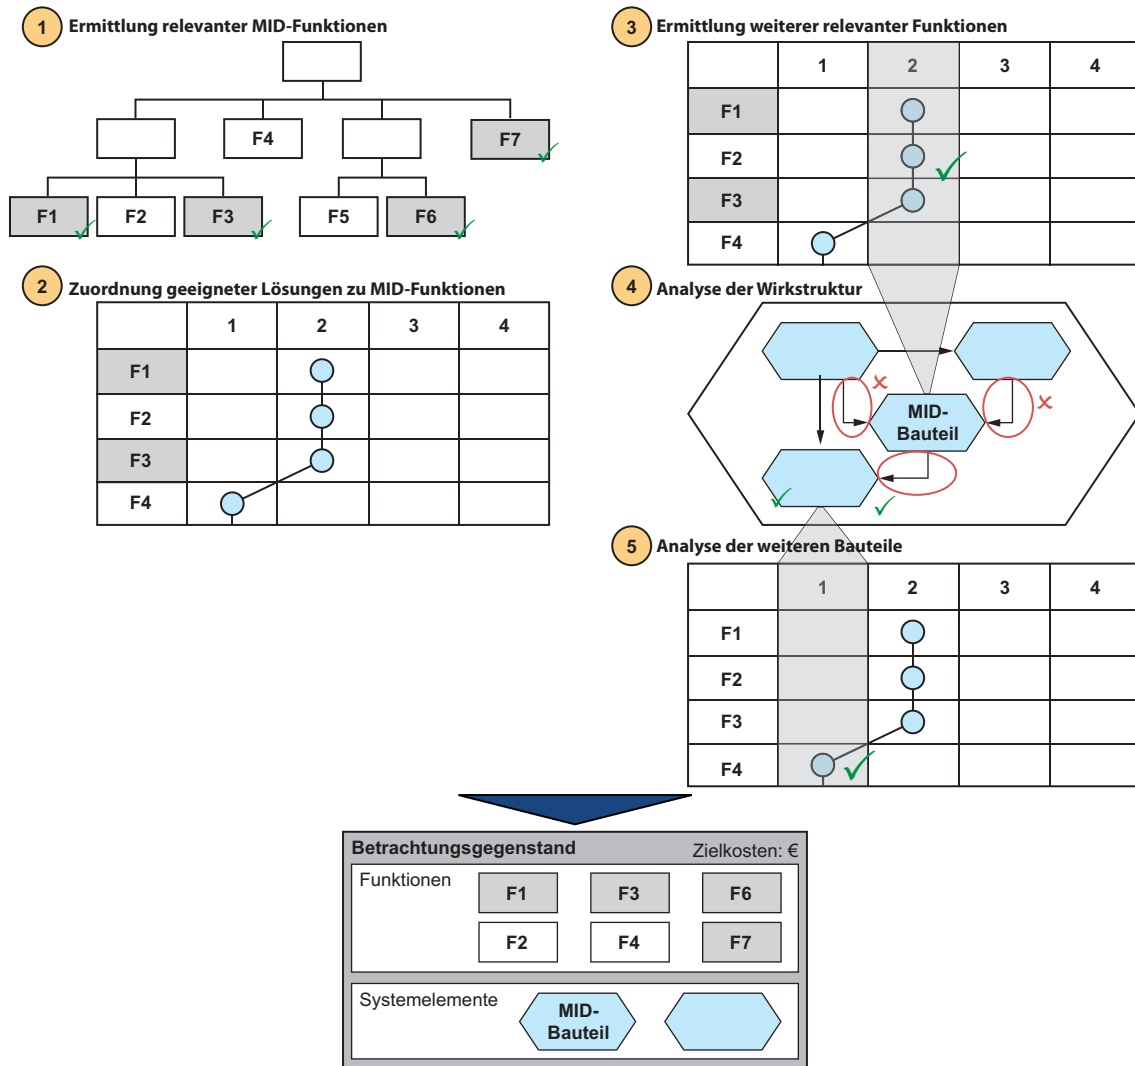 1 Ermittlung relevanter MID-Funktionen
F4
F7
F1
F2
F3
F5
F6
2 Zuordnung geeigneter Lösungen zu MID-Funktionen
1 2 3 4
F1
F2
F3
F4
3 Ermittlung weiterer relevanter Funktionen
1 2 3 4
F1
F2
F3
F4
4 Analyse der Wirkstruktur
MID-
Bauteil
5 Analyse der weiteren Bauteile
1 2 3 4
F1
F2
F3
F4
Betrachtungsgegenstand Zielkosten: €
Funktionen
F1 F3 F6
F2 F4 F7
Systemelemente
MID-
Bauteil